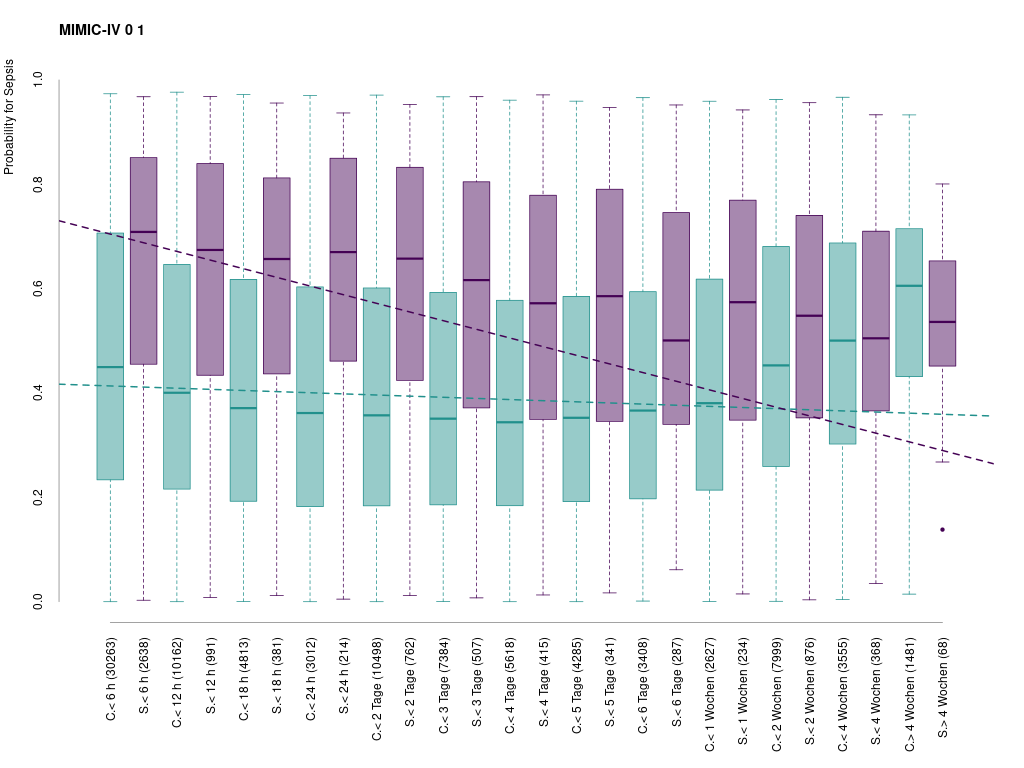 MIMIC-IV 0 1
Probability for Sepsis
1.0
0.8
0.6
0.4
0.2
0.0
C.< 6 h (30263)
S.< 6 h (2638)
C.< 12 h (10162)
S.< 12 h (991)
C.< 18 h (4813)
S.< 18 h (381)
C.< 24 h (3012)
S.< 24 h (214)
C.< 2 Tage (10498)
S.< 2 Tage (762)
C.< 3 Tage (7384)
S.< 3 Tage (507)
C.< 4 Tage (5618)
S.< 4 Tage (415)
C.< 5 Tage (4285)
S.< 5 Tage (341)
C.< 6 Tage (3408)
S.< 6 Tage (287)
C.< 1 Wochen (2627)
S.< 1 Wochen (234)
C.< 2 Wochen (7999)
S.< 2 Wochen (876)
C.< 4 Wochen (3555)
S.< 4 Wochen (368)
C.> 4 Wochen (1481)
S.> 4 Wochen (68)